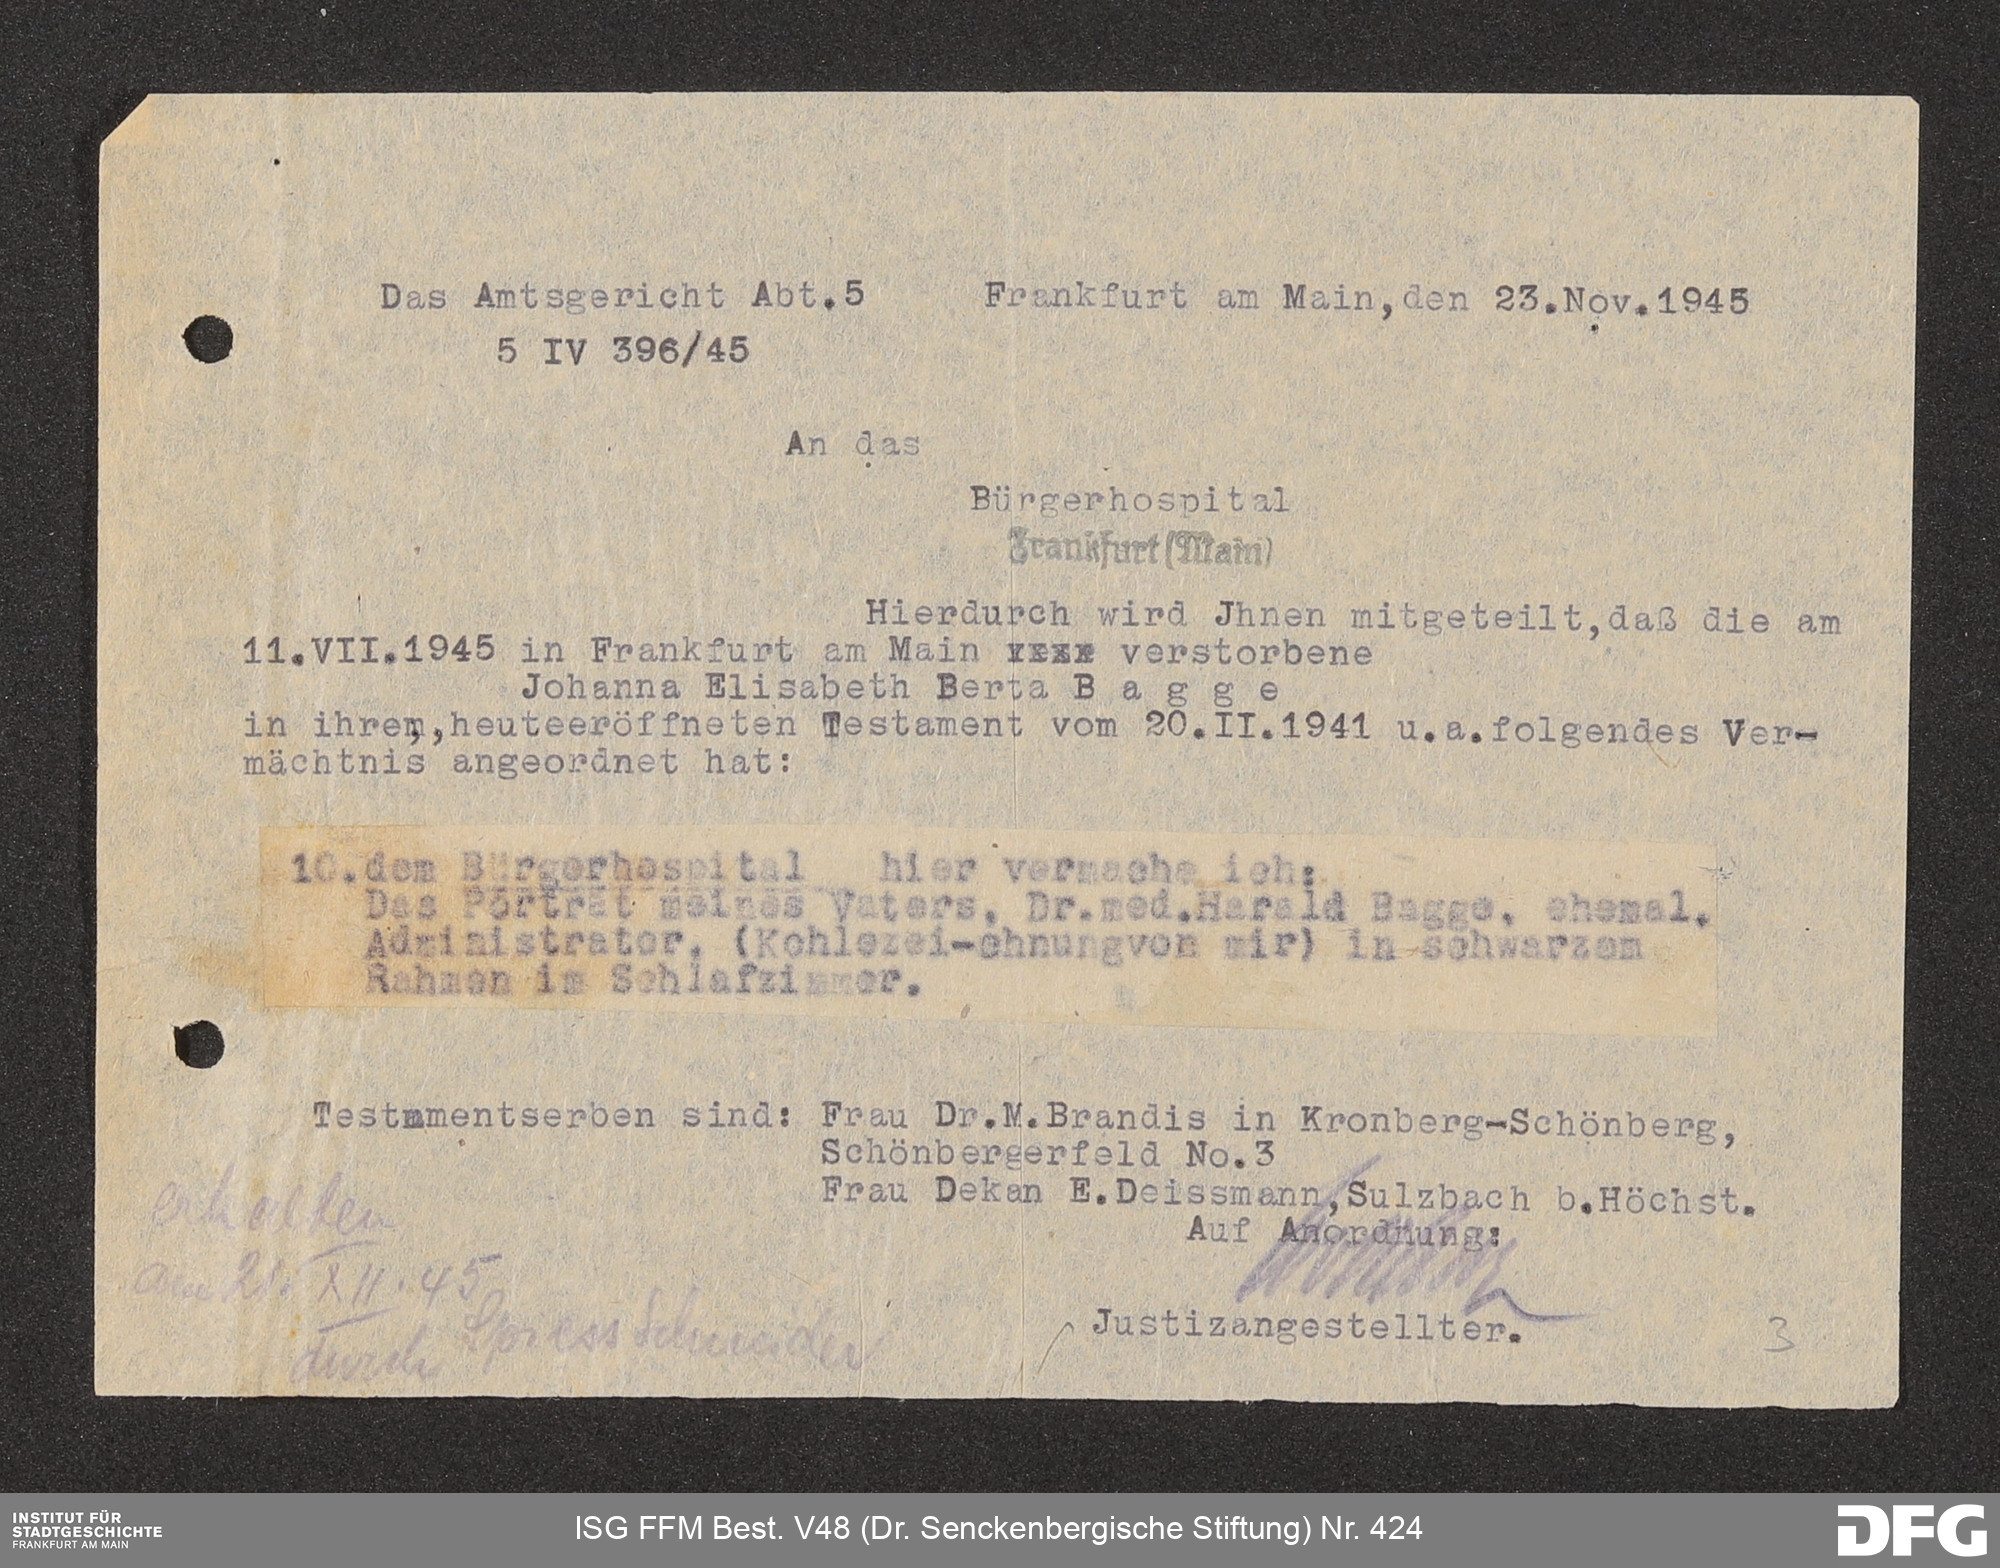 Das Amtsgericht Abt.5 Frankfurt am Main,den 23.Nov.1945
5 IV 396/45
An das
Bürgerhospital
Frankfurt (Main)
Hierdurch wird Jhnen mitgeteilt,daß die am
11.VII.1945 in Frankfurt am Main xxxx verstorbene
Johanna Elisabeth Berta B a g g e
in ihrem,heuteeröffneten Testament vom 20.II.1941 u.a.folgendes Ver-
mächtnis angeordnet hat:
10.dem Bürgerhospital hier vermache ich:
Das Porträt meines Vaters, Dr.med.Harald Bagge, ehemal.
Administrator, (Kohlezei-chnungvon mir) in schwarzem
Rahmen im Schlafzimmer.
Testammentserben sind: Frau Dr.M.Brandis in Kronberg-Schönberg,
Schönbergerfeld No.3
Frau Dekan E.Deissmann,Sulzbach b.Höchst.
Auf Anordnung:
Justizangestellter.
erhalten
am 21. XII. 45
durch Spiess Schneider
3
INSTITUT FÜR
STADTGESCHICHTE
FRANKFURT AM MAIN
ISG FFM Best. V48 (Dr. Senckenbergische Stiftung) Nr. 424
DFG